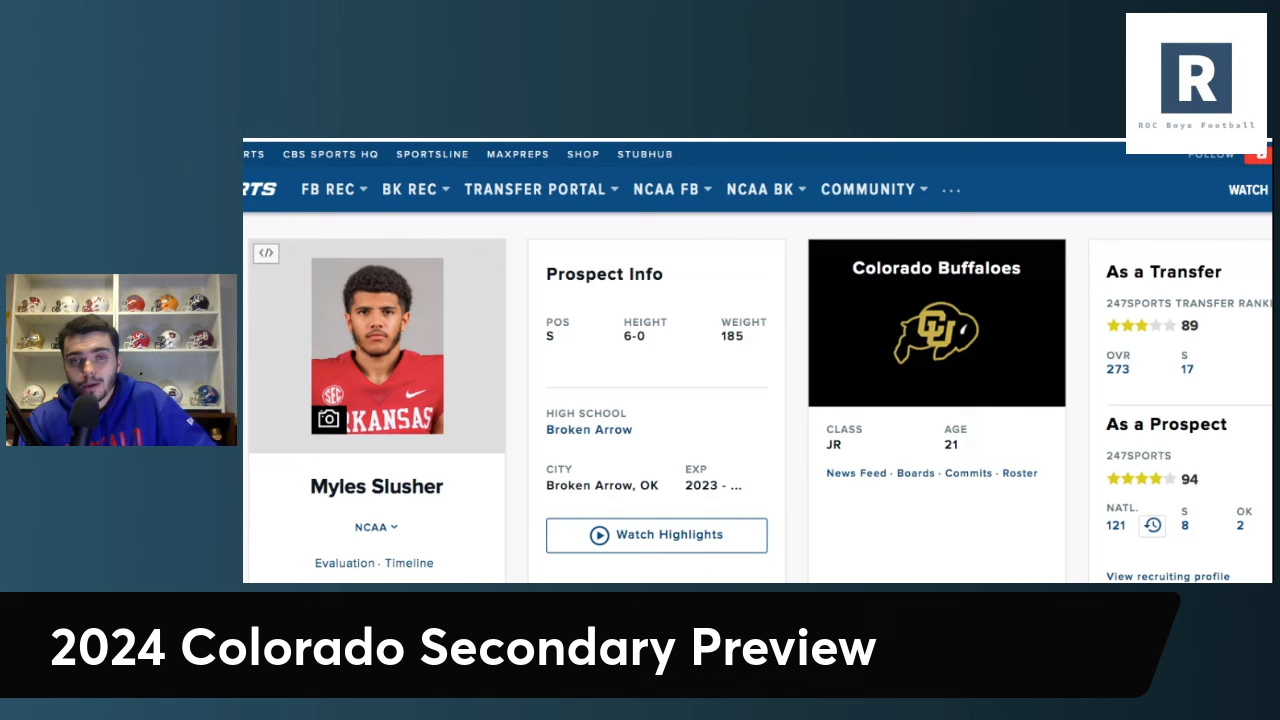 R
ROC Boys Football
RTS CBS SPORTS HQ SPORTSLINE MAXPREPS SHOP STUBHUB FOLLOW
RTS FB REC BK REC TRANSFER PORTAL NCAA FB NCAA BK COMMUNITY ... WATCH
</>
SEC
RKANSAS
Myles Slusher
NCAA
Evaluation · Timeline
Prospect Info
POS HEIGHT WEIGHT
S 6-0 185
HIGH SCHOOL
Broken Arrow
CITY EXP
Broken Arrow, OK 2023 - ...
Watch Highlights
Colorado Buffaloes
CU
CLASS AGE
JR 21
News Feed · Boards · Commits · Roster
As a Transfer
247SPORTS TRANSFER RANKI
89
OVR S
273 17
As a Prospect
247SPORTS
94
NATL. S OK
121 8 2
View recruiting profile
2024 Colorado Secondary Preview